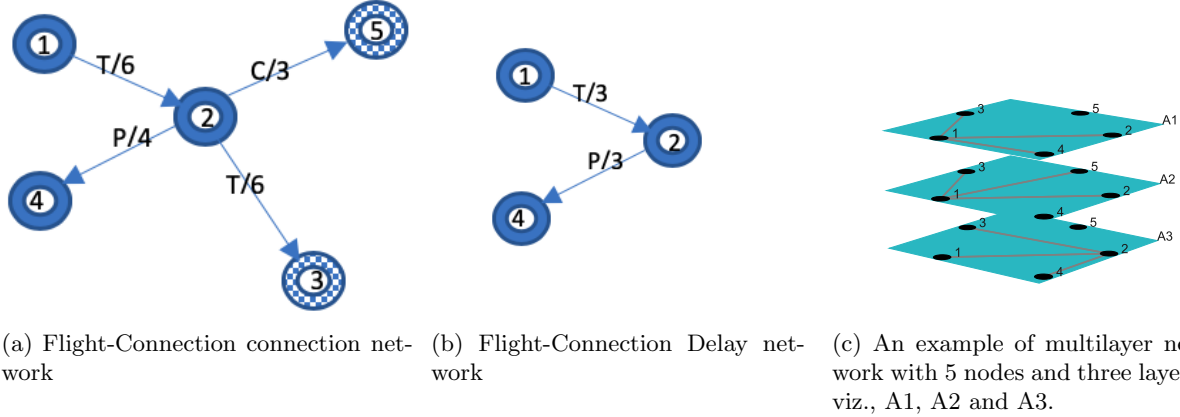 1
T/6
2
C/3
5
P/4
4
T/6
3
1
T/3
2
P/3
4
3
5
A1
1
2
4
3
5
A2
1
2
4
3
5
A3
1
2
4
(a) Flight-Connection connection net-
work
(b) Flight-Connection Delay net-
work
(c) An example of multilayer ne
work with 5 nodes and three laye
viz., A1, A2 and A3.